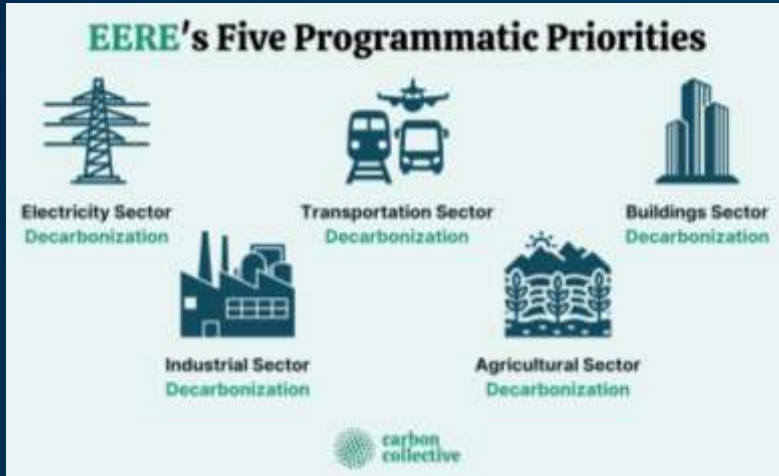 EERE's Five Programmatic Priorities
Electricity Sector
Decarbonization
Transportation Sector
Decarbonization
Buildings Sector
Decarbonization
Industrial Sector
Decarbonization
Agricultural Sector
Decarbonization
carbon
collective